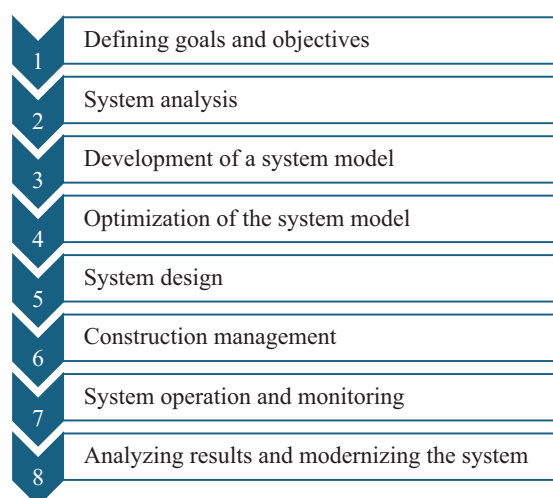 1 Defining goals and objectives
2 System analysis
3 Development of a system model
4 Optimization of the system model
5 System design
6 Construction management
7 System operation and monitoring
8 Analyzing results and modernizing the system